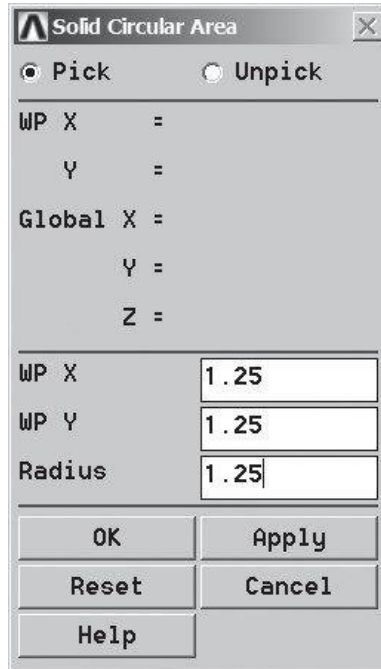 Solid Circular Area
Pick Unpick
WP X =
Y =
Global X =
Y =
Z =
WP X 1.25
WP Y 1.25
Radius 1.25
OK Apply
Reset Cancel
Help